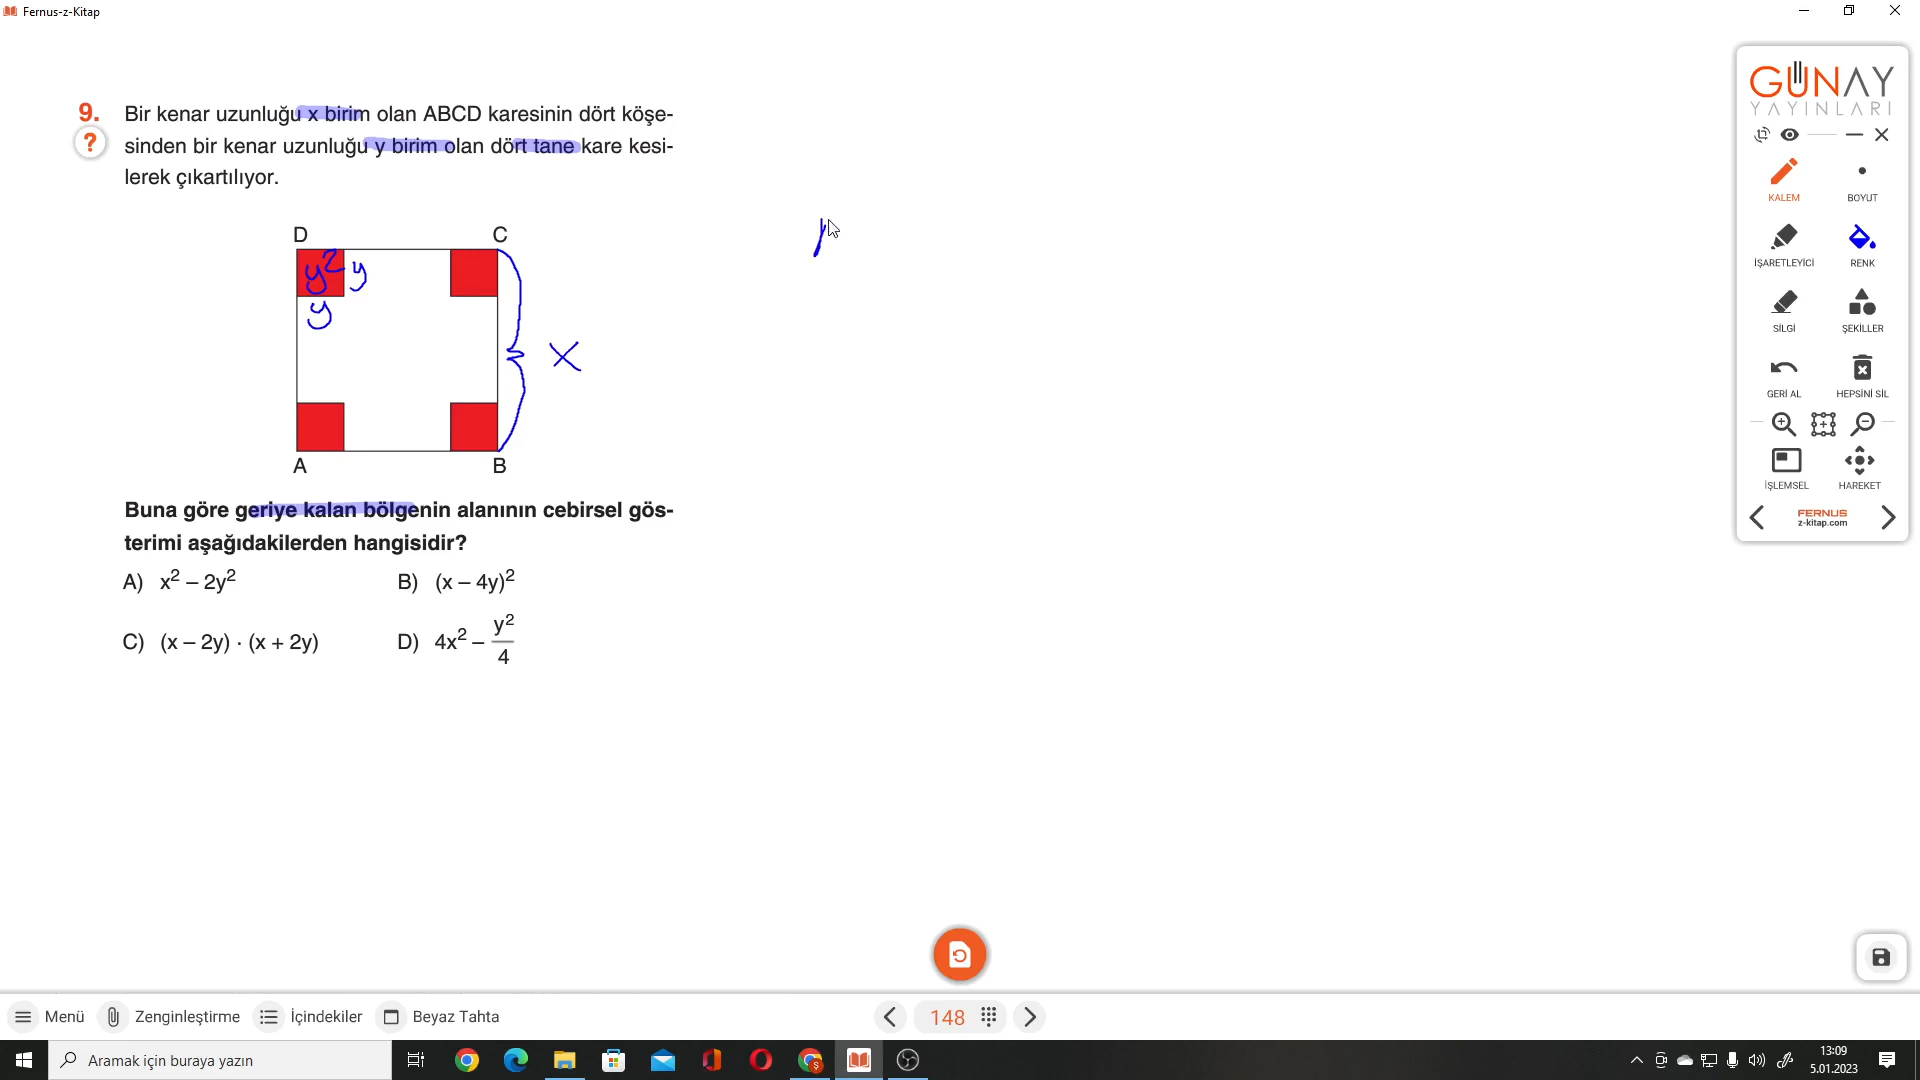 Fernus-z-Kitap
9. Bir kenar uzunluğu x birim olan ABCD karesinin dört köşe-
? sinden bir kenar uzunluğu y birim olan dört tane kare kesi-
lerek çıkartılıyor.
D C
y² y
y
x
A B
Buna göre geriye kalan bölgenin alanının cebirsel gös-
terimi aşağıdakilerden hangisidir?
A) x² – 2y² B) (x – 4y)²
C) (x – 2y) · (x + 2y) D) 4x² – y²/4
GÜNAY
YAYINLARI
KALEM BOYUT
İŞARETLEYİCİ RENK
SİLGİ ŞEKİLLER
GERİ AL HEPSİNİ SİL
İŞLEMSEL HAREKET
FERNUS
z-kitap.com
Menü Zenginleştirme İçindekiler Beyaz Tahta 148
Aramak için buraya yazın
13:09
5.01.2023